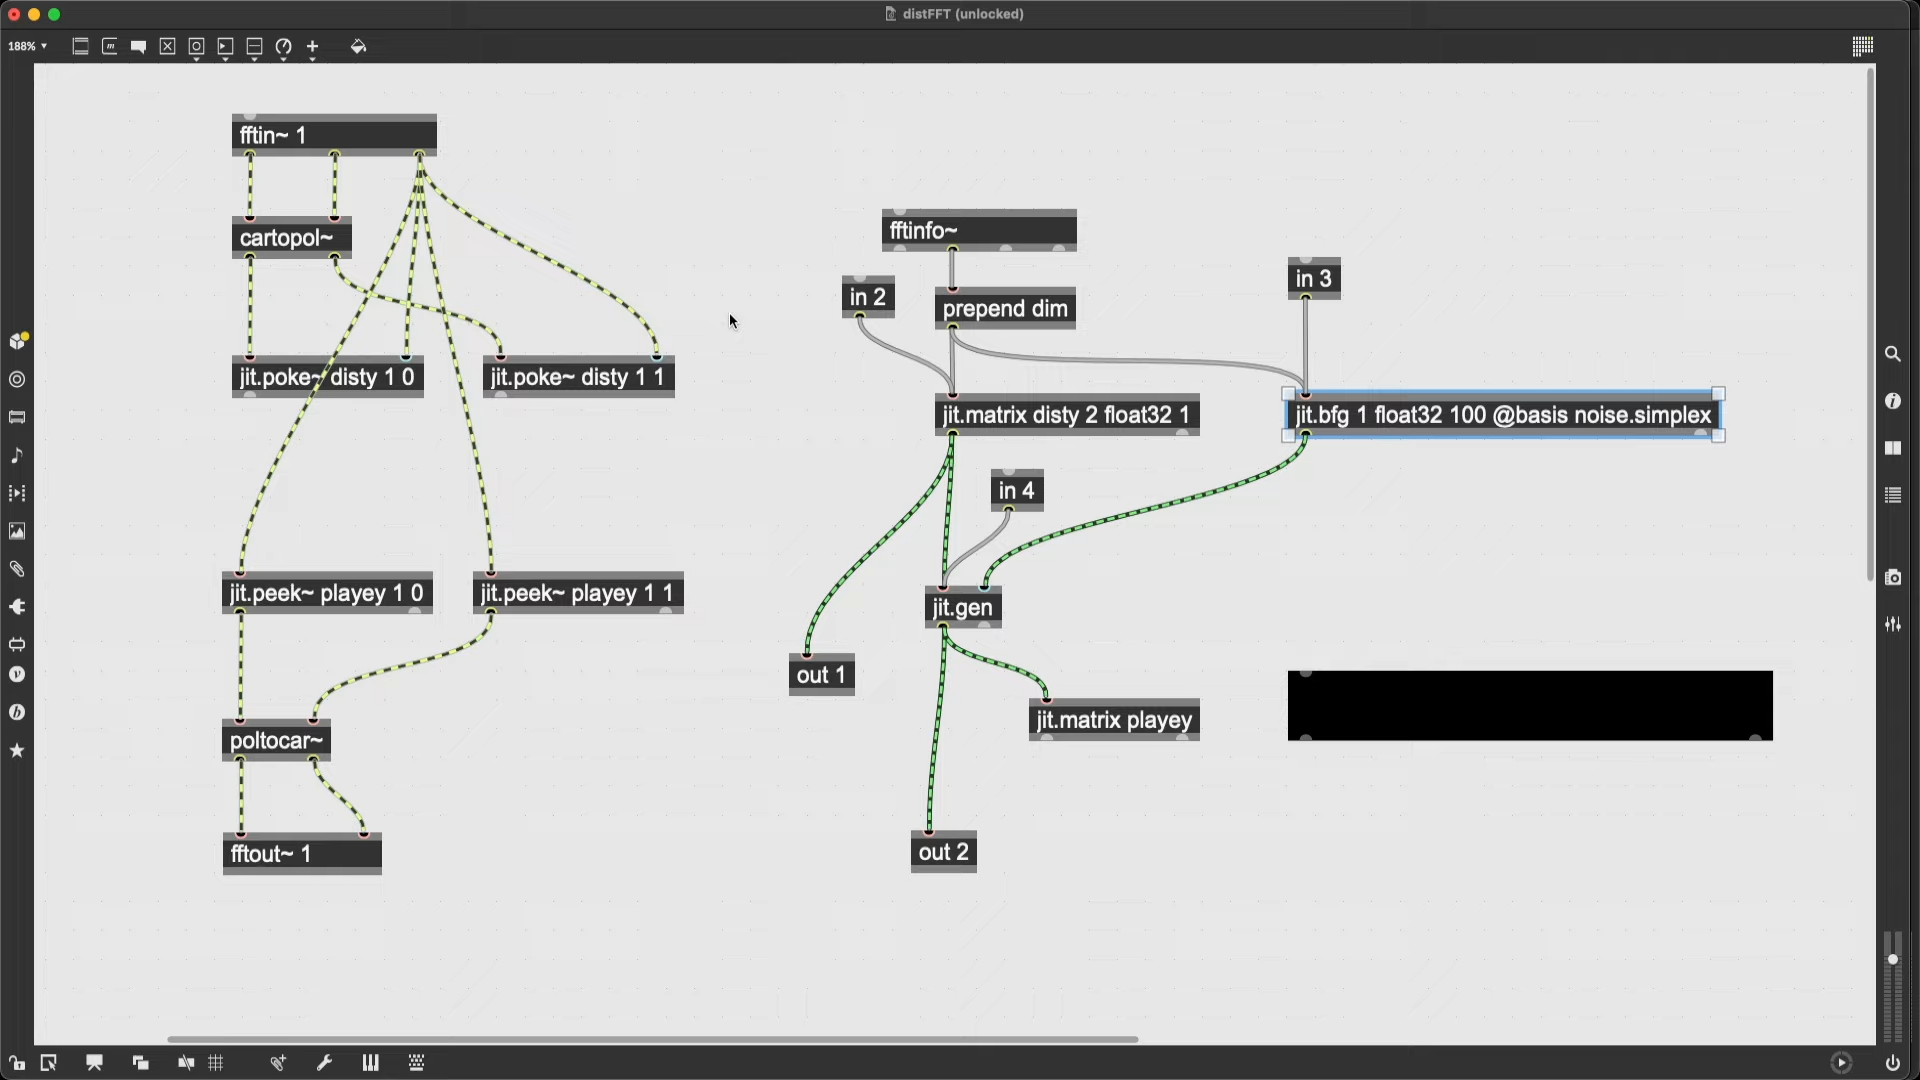 distFFT (unlocked)
188%
fftin~ 1
cartopol~
fftinfo~
in 3
in 2
prepend dim
jit.poke~ disty 1 0
jit.poke~ disty 1 1
jit.matrix disty 2 float32 1
jit.bfg 1 float32 100 @basis noise.simplex
in 4
jit.peek~ playey 1 0
jit.peek~ playey 1 1
jit.gen
out 1
jit.matrix playey
poltocar~
fftout~ 1
out 2